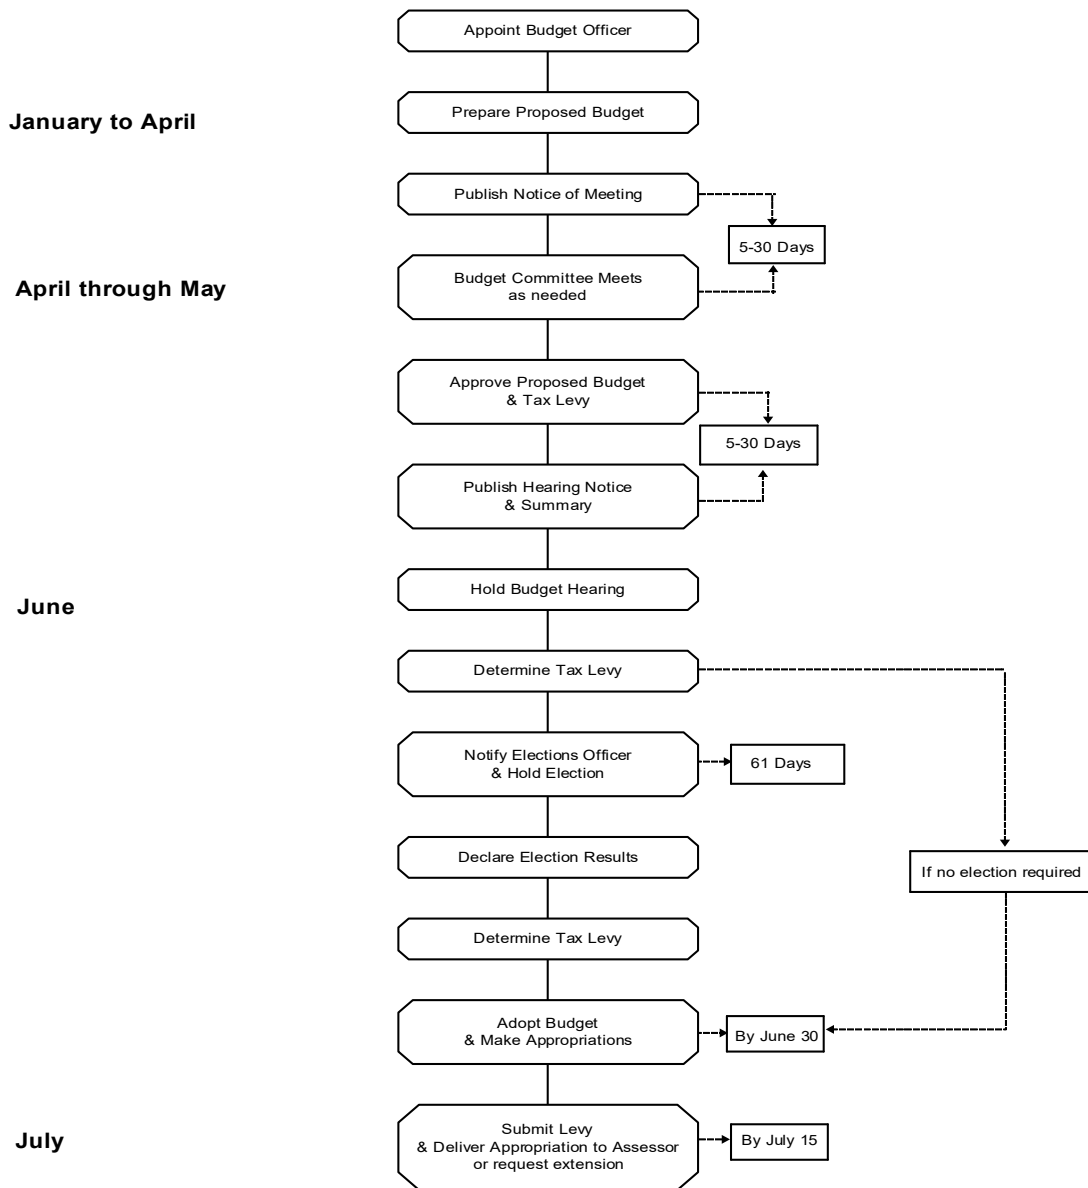 Appoint Budget Officer
January to April
Prepare Proposed Budget
Publish Notice of Meeting
5-30 Days
April through May
Budget Committee Meets
as needed
Approve Proposed Budget
& Tax Levy
5-30 Days
Publish Hearing Notice
& Summary
Hold Budget Hearing
June
Determine Tax Levy
Notify Elections Officer
& Hold Election
61 Days
Declare Election Results
If no election required
Determine Tax Levy
Adopt Budget
& Make Appropriations
By June 30
July
Submit Levy
& Deliver Appropriation to Assessor
or request extension
By July 15